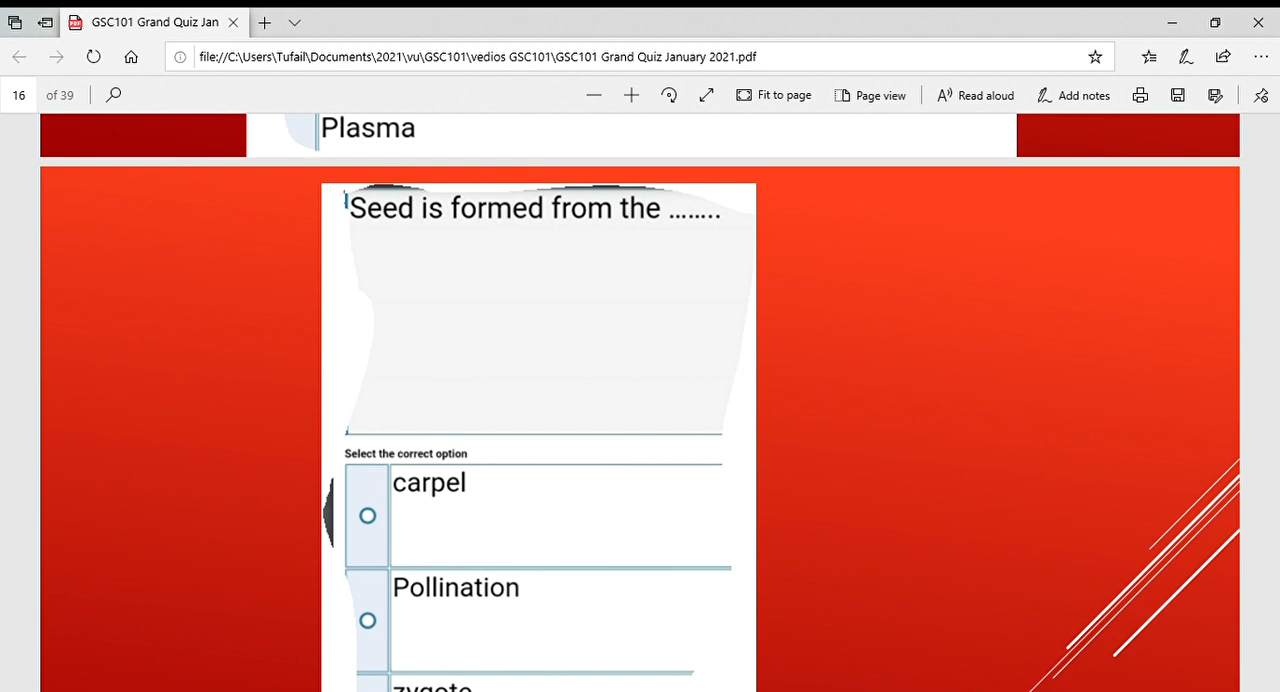 GSC101 Grand Quiz Jan
file://C:\Users\Tufail\Documents\2021\vu\GSC101\vedios GSC101\GSC101 Grand Quiz January 2021.pdf
16 of 39 Fit to page Page view Read aloud Add notes
Plasma
Seed is formed from the ........
Select the correct option
carpel
Pollination
zygote